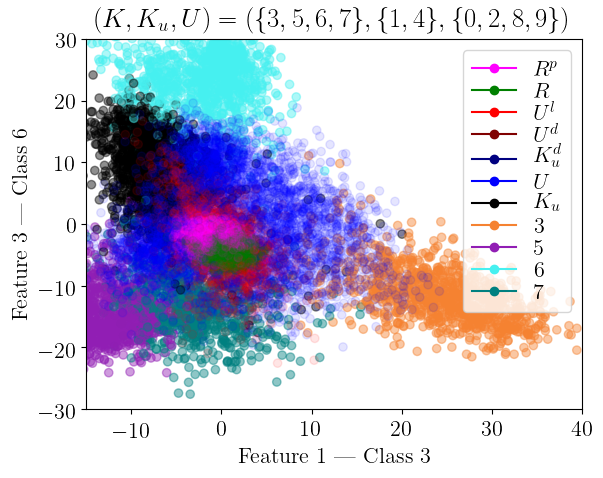 (K, K_u, U) = ({3, 5, 6, 7}, {1, 4}, {0, 2, 8, 9})
30
20
10
0
−10
−20
−30
Feature 3 — Class 6
R^p
R
U^l
U^d
K_u^d
U
K_u
3
5
6
7
−10
0
10
20
30
40
Feature 1 — Class 3